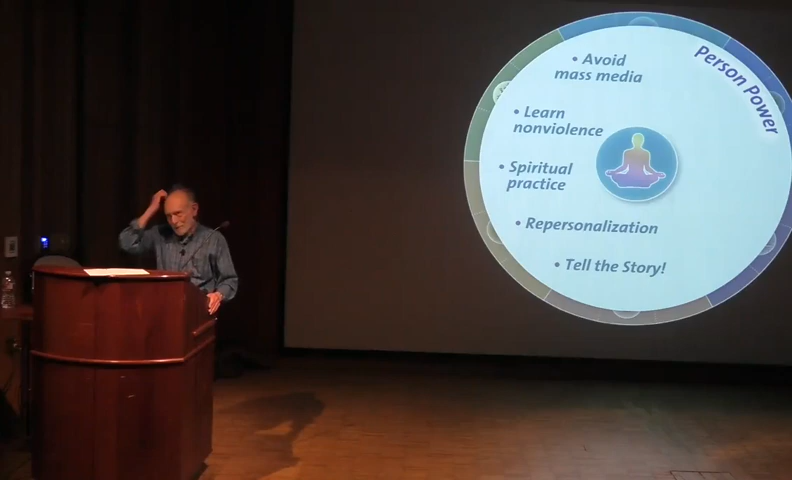 Person Power
• Avoid
mass media
• Learn
nonviolence
• Spiritual
practice
• Repersonalization
• Tell the Story!